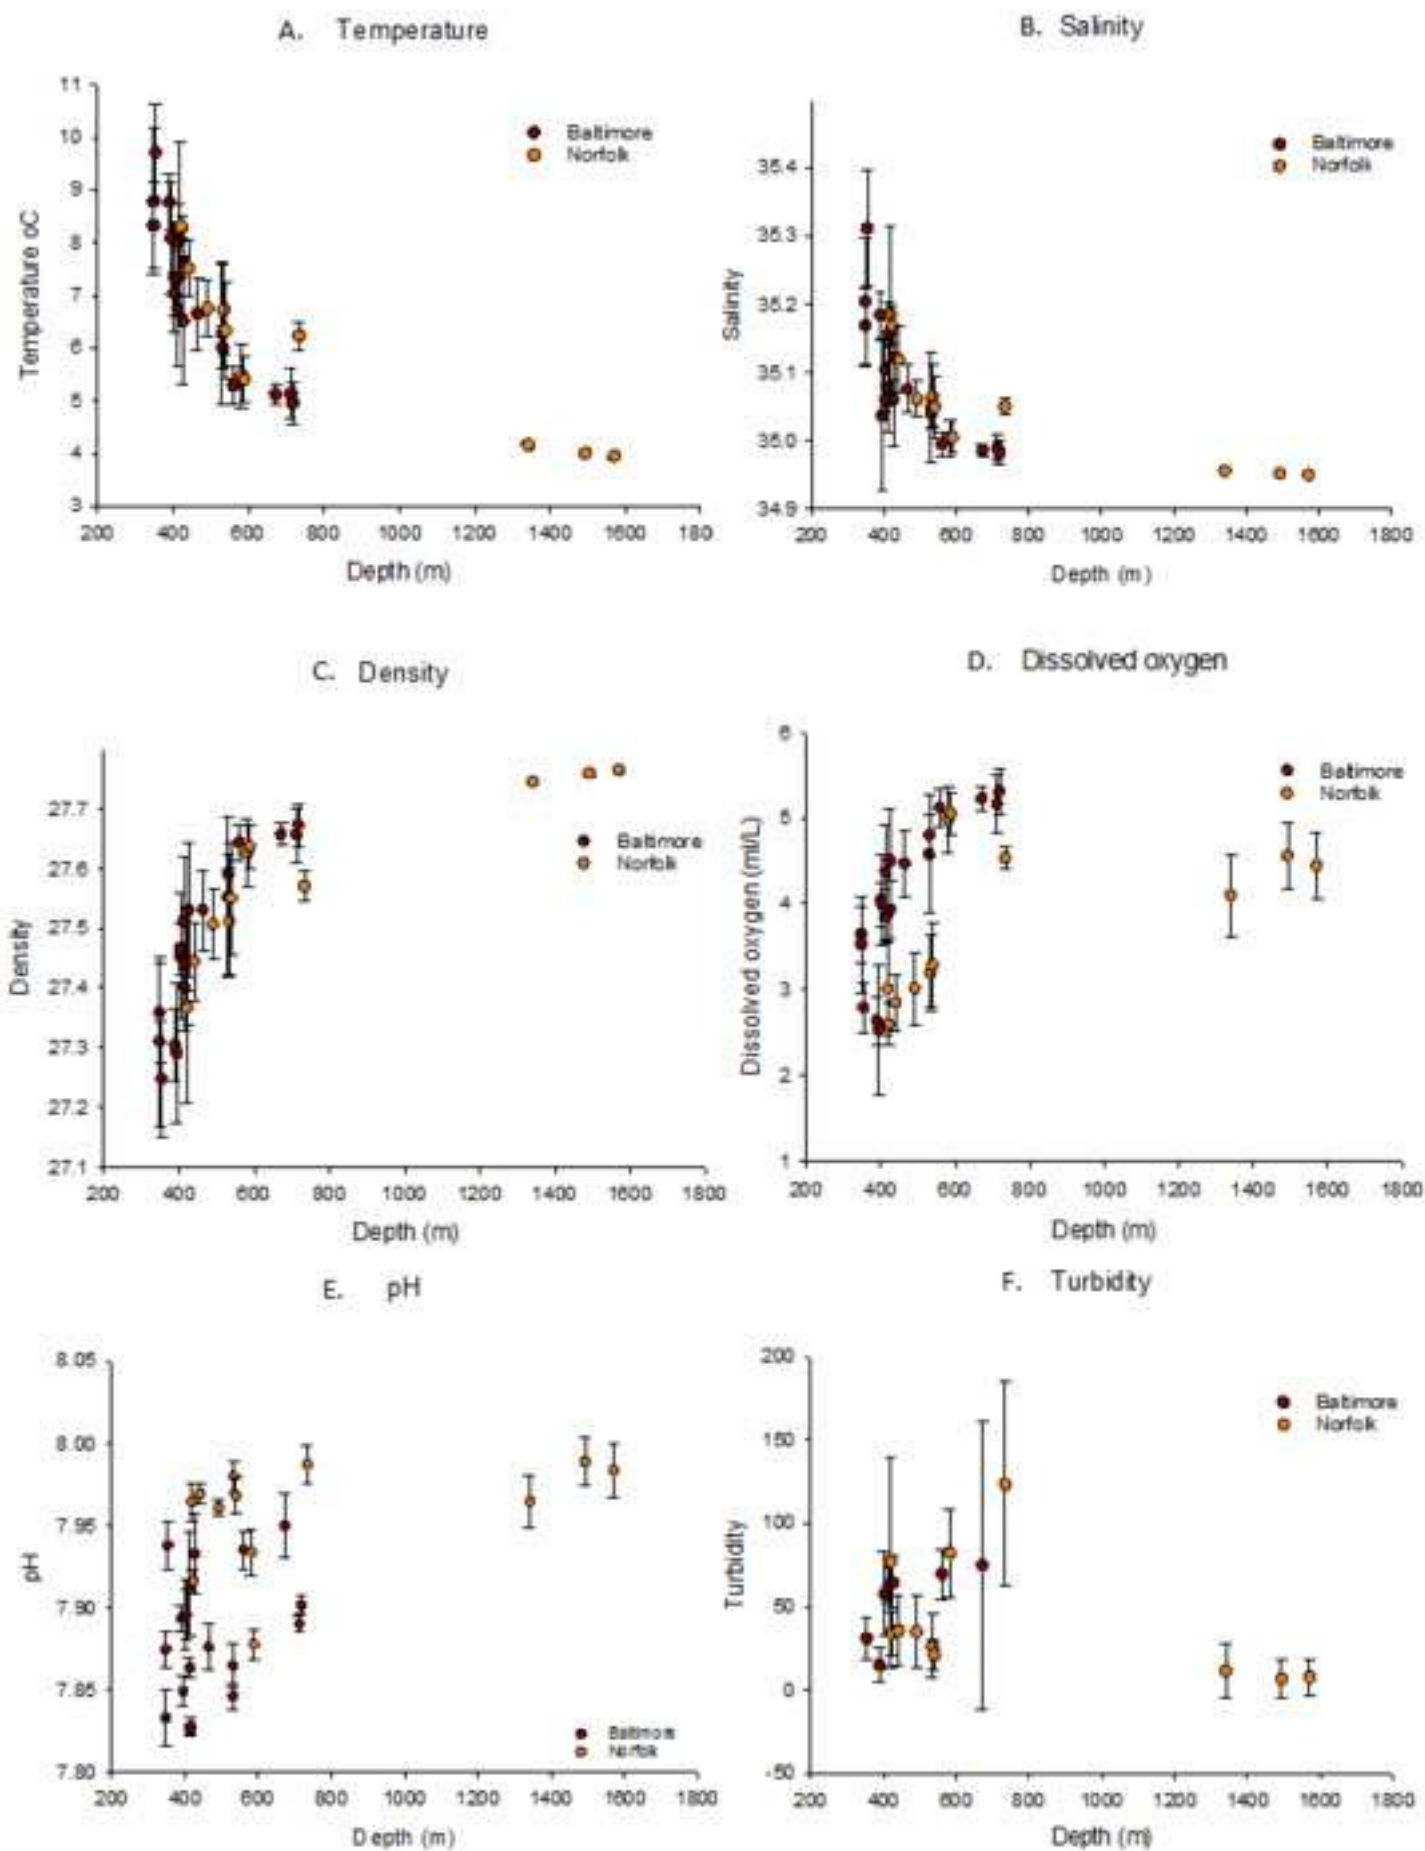 A. Temperature
11
10
9
8
7
6
5
4
3
Temperature oC
Baltimore
Norfolk
200 400 600 800 1000 1200 1400 1600 180
Depth (m)
B. Salinity
35.4
35.3
35.2
35.1
35.0
34.9
Salinity
Baltimore
Norfolk
200 400 600 800 1000 1200 1400 1600 1800
Depth (m)
C. Density
27.7
27.6
27.5
27.4
27.3
27.2
27.1
Density
Baltimore
Norfolk
200 400 600 800 1000 1200 1400 1600 1800
Depth (m)
D. Dissolved oxygen
6
5
4
3
2
1
Dissolved oxygen (ml/L)
Baltimore
Norfolk
200 400 600 800 1000 1200 1400 1600 1800
Depth (m)
E. pH
8.05
8.00
7.95
7.90
7.85
7.80
pH
Baltimore
Norfolk
200 400 600 800 1000 1200 1400 1600 1800
Depth (m)
F. Turbidity
200
150
100
50
0
-50
Turbidity
Baltimore
Norfolk
200 400 600 800 1000 1200 1400 1600 1800
Depth (m)